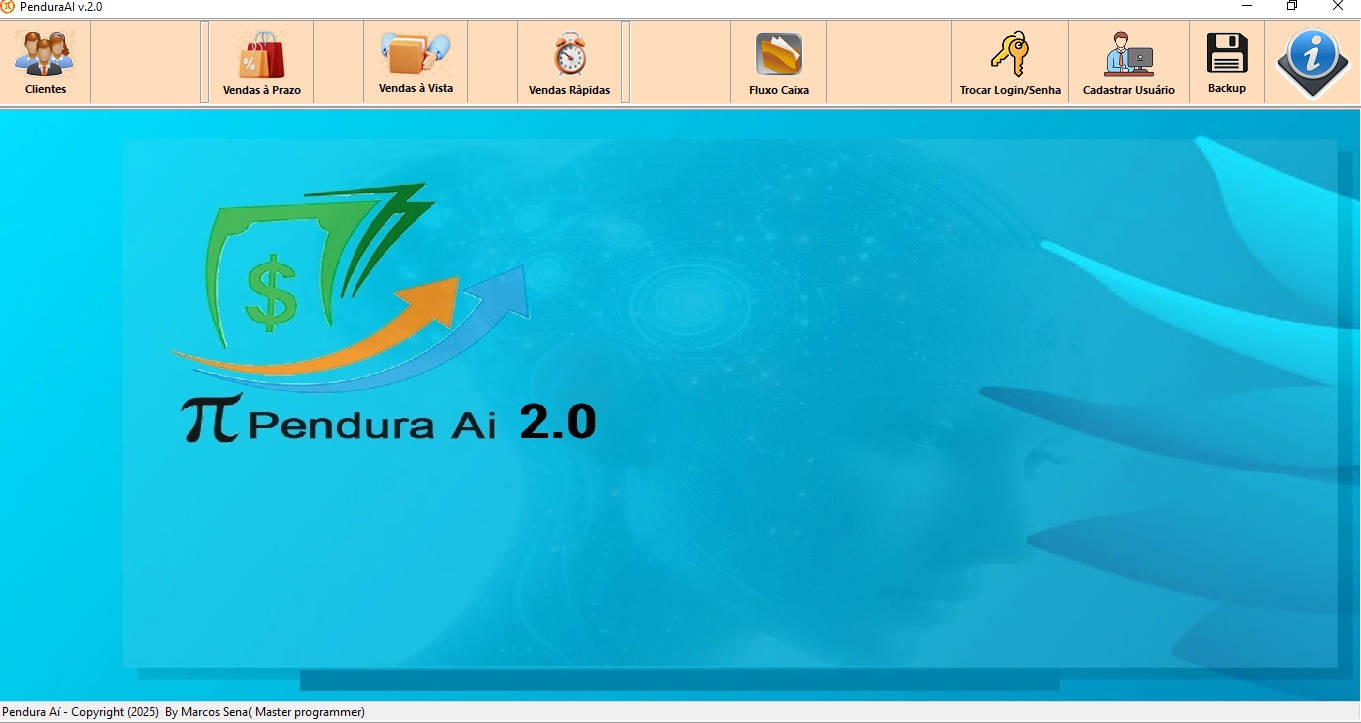 PenduraAI v.2.0
Clientes
Vendas à Prazo
Vendas à Vista
Vendas Ràpidas
Fluxo Caixa
Trocar Login/Senha
Cadastrar Usuário
Backup
i
$
π Pendura Ai 2.0
Pendura Aí - Copyright (2025) By Marcos Sena( Master programmer)